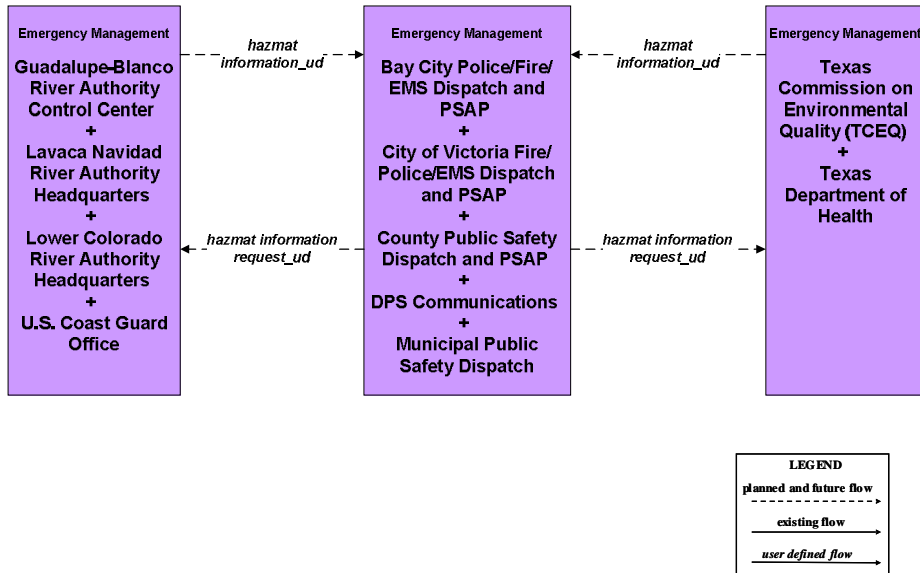 Emergency Management
Guadalupe-Blanco
River Authority
Control Center
+
Lavaca Navidad
River Authority
Headquarters
+
Lower Colorado
River Authority
Headquarters
+
U.S. Coast Guard
Office
hazmat
information_ud
hazmat information
request_ud
Emergency Management
Bay City Police/Fire/
EMS Dispatch and
PSAP
+
City of Victoria Fire/
Police/EMS Dispatch
and PSAP
+
County Public Safety
Dispatch and PSAP
+
DPS Communications
+
Municipal Public
Safety Dispatch
hazmat
information_ud
hazmat information
request_ud
Emergency Management
Texas
Commission on
Environmental
Quality (TCEQ)
+
Texas
Department of
Health
LEGEND
planned and future flow
existing flow
user defined flow